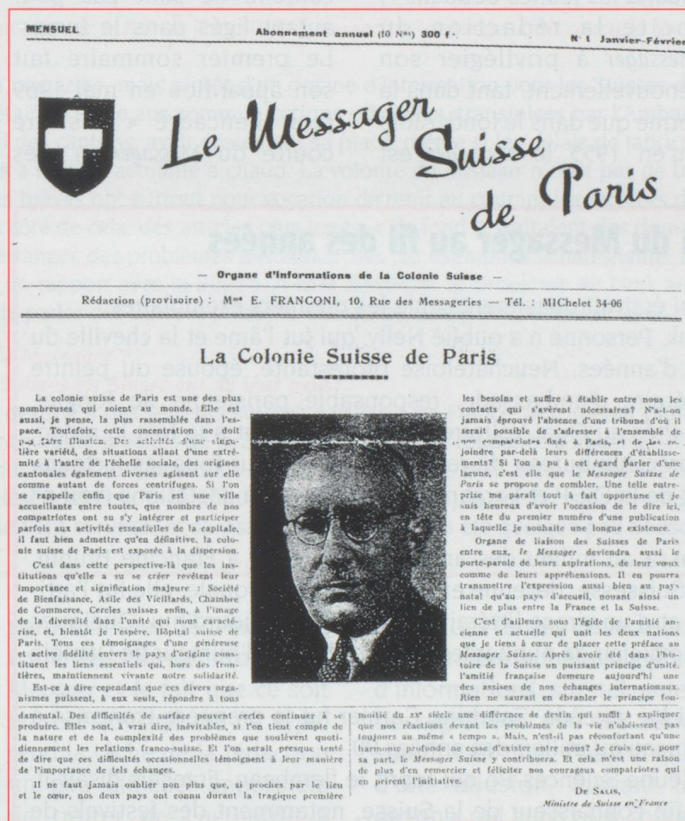 MENSUEL
Abonnement annuel (10 Nos) 300 f.
N° 1 Janvier-Février
Le Messager
Suisse
de Paris
— Organe d'Informations de la Colonie Suisse —
Rédaction (provisoire) : Mme E. FRANCONI, 10, Rue des Messageries — Tél. : MIChelet 34-06
La Colonie Suisse de Paris
La colonie suisse de Paris est une des plus
nombreuses qui soient au monde. Elle est
aussi, je pense, la plus rassemblée dans l'es-
pace. Toutefois, cette concentration ne doit
pas faire illusion. Des activités d'une singu-
lière variété, des situations allant d'une extré-
mité à l'autre de l'échelle sociale, des origines
cantonales également diverses agissent sur elle
comme autant de forces centrifuges. Si l'on
se rappelle enfin que Paris est une ville
accueillante entre toutes, que nombre de nos
compatriotes ont su s'y intégrer et participer
parfois aux activités essentielles de la capitale,
il faut bien admettre qu'en définitive, la colo-
nie suisse de Paris est exposée à la dispersion.
C'est dans cette perspective-là que les ins-
titutions qu'elle a su se créer revêtent leur
importance et signification majeure : Société
de Bienfaisance, Asile des Vieillards, Chambre
de Commerce, Cercles suisses enfin, à l'image
de la diversité dans l'unité qui nous caracté-
rise, et, bientôt je l'espère, Hôpital suisse de
Paris. Tous ces témoignages d'une généreuse
et active fidélité envers le pays d'origine cons-
tituent les liens essentiels qui, hors des fron-
tières, maintiennent vivante notre solidarité.
Est-ce à dire cependant que ces divers orga-
nismes puissent, à eux seuls, répondre à tous
les besoins et suffire à établir entre nous les
contacts qui s'avèrent nécessaires? N'a-t-on
jamais éprouvé l'absence d'une tribune d'où il
serait possible de s'adresser à l'ensemble de
nos compatriotes fixés à Paris, et de les re-
joindre par-delà leurs différences d'établisse-
ments? Si l'on a pu à cet égard parler d'une
lacune, c'est elle que le Messager Suisse de
Paris se propose de combler. Une telle entre-
prise me paraît tout à fait opportune et je
suis heureux d'avoir l'occasion de le dire ici,
en tête du premier numéro d'une publication
à laquelle je souhaite une longue existence.
Organe de liaison des Suisses de Paris
entre eux, le Messager deviendra aussi le
porte-parole de leurs aspirations, de leur vœux
comme de leurs appréhensions. Il en pourra
transmettre l'expression aussi bien au pays
natal qu'au pays d'accueil, nouant ainsi un
lien de plus entre la France et la Suisse.
C'est d'ailleurs sous l'égide de l'amitié an-
cienne et actuelle qui unit les deux nations
que je tiens à cœur de placer cette préface au
Messager Suisse. Après avoir été dans l'his-
toire de la Suisse un puissant principe d'unité,
l'amitié française demeure aujourd'hui une
des assises de nos échanges internationaux.
Rien ne saurait en ébranler le principe fon-
damental. Des difficultés de surface peuvent certes continuer à se
produire. Elles sont, à vrai dire, inévitables, si l'on tient compte de
la nature et de la complexité des problèmes que soulèvent quoti-
diennement les relations franco-suisse. Et l'on serait presque tenté
de dire que ces difficultés occasionnelles témoignent à leur manière
de l'importance de tels échanges.
Il ne faut jamais oublier non plus que, si proches par le lieu
et le cœur, nos deux pays ont connu durant la tragique première
moitié du xxe siècle une différence de destin qui suffit à expliquer
que nos réactions devant les problèmes de la vie n'obéissent pas
toujours au même « tempo ». Mais, n'est-il pas réconfortant qu'une
harmonie profonde ne cesse d'exister entre nous? Je crois que, pour
sa part, le Messager Suisse y contribuera. Et cela m'est une raison
de plus d'en remercier et féliciter nos courageux compatriotes qui
en prirent l'initiative.
DE SALIS,
Ministre de Suisse en France